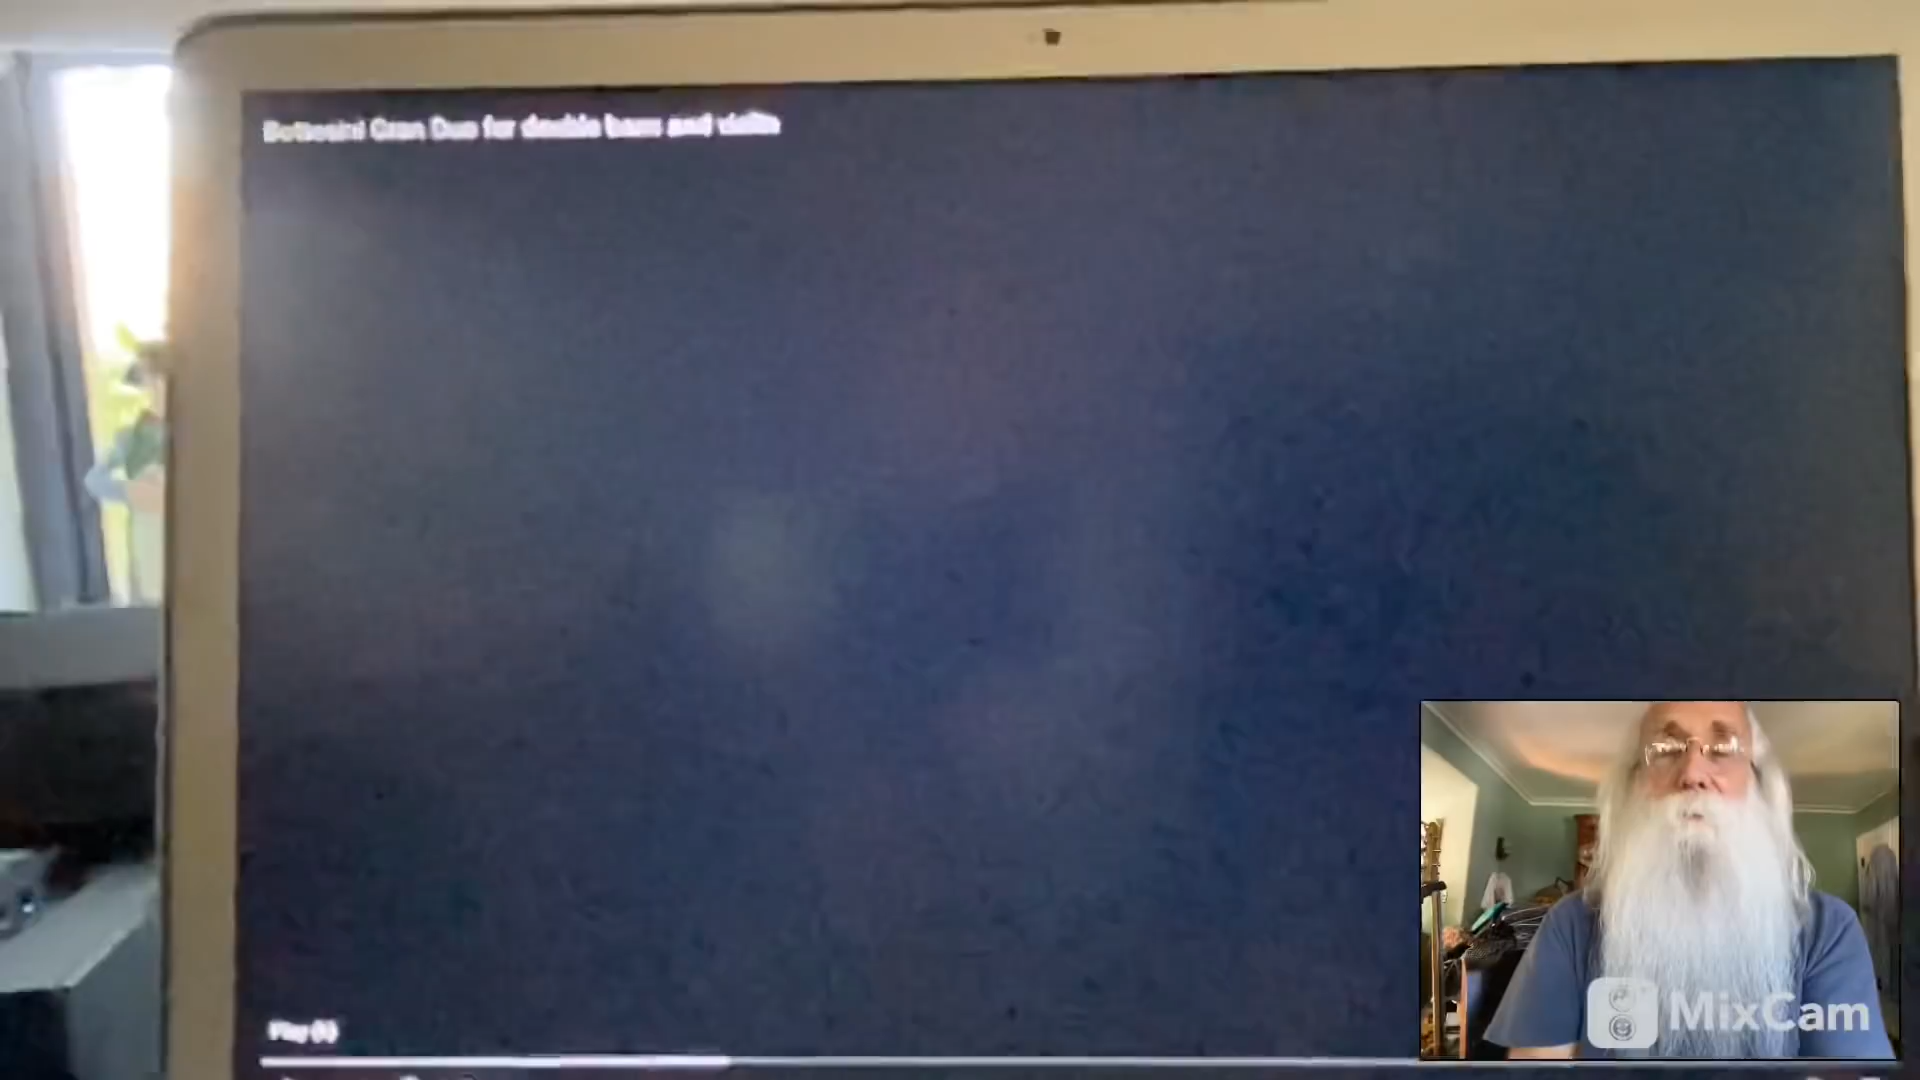 Bottesini Gran Duo for double bass and violin
Play (k)
MixCam